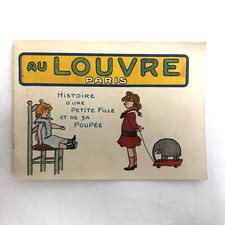 AU LOUVRE
PARIS
HISTOIRE
D'UNE
PETITE FILLE
ET DE SA
POUPÉE